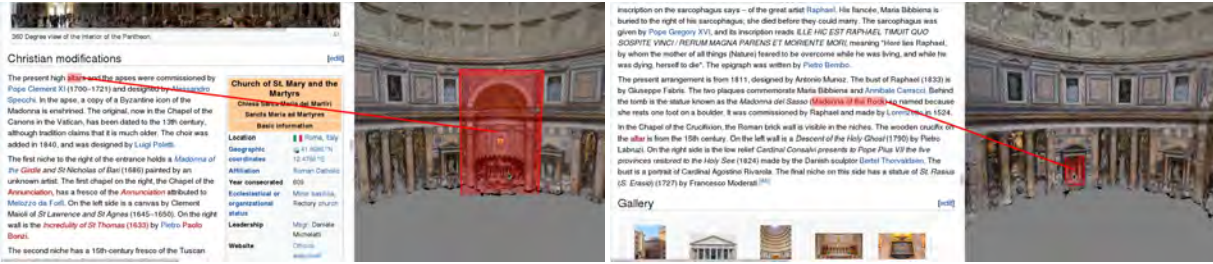 360 Degree view of the interior of the Pantheon.
Christian modifications
[edit]
The present high altars and the apses were commissioned by
Pope Clement XI (1700–1721) and designed by Alessandro
Specchi. In the apse, a copy of a Byzantine icon of the
Madonna is enshrined. The original, now in the Chapel of the
Canons in the Vatican, has been dated to the 13th century,
although tradition claims that it is much older. The choir was
added in 1840, and was designed by Luigi Poletti.
The first niche to the right of the entrance holds a Madonna of
the Girdle and St Nicholas of Bari (1686) painted by an
unknown artist. The first chapel on the right, the Chapel of the
Annunciation, has a fresco of the Annunciation attributed to
Melozzo da Forlì. On the left side is a canvas by Clement
Maioli of St Lawrence and St Agnes (1645–1650). On the right
wall is the Incredulity of St Thomas (1633) by Pietro Paolo
Bonzi.
The second niche has a 15th-century fresco of the Tuscan
Church of St. Mary and the
Martyrs
Chiesa Santa Maria dei Martiri
Sancta Maria ad Martyres
Basic information
Location Roma, Italy
Geographic
coordinates
Affiliation Roman Catholic
Year consecrated 609
Ecclesiastical or
organizational
status
Minor basilica,
Rectory church
Leadership Msgr. Daniele
Micheletti
Website Official
inscription on the sarcophagus says – of the great artist Raphael. His fiancée, Maria Bibbiena is
buried to the right of his sarcophagus; she died before they could marry. The sarcophagus was
given by Pope Gregory XVI, and its inscription reads ILLE HIC EST RAPHAEL TIMUIT QUO
SOSPITE VINCI / RERUM MAGNA PARENS ET MORIENTE MORI, meaning "Here lies Raphael,
by whom the mother of all things (Nature) feared to be overcome while he was living, and while he
was dying, herself to die". The epigraph was written by Pietro Bembo.
The present arrangement is from 1811, designed by Antonio Munoz. The bust of Raphael (1833) is
by Giuseppe Fabris. The two plaques commemorate Maria Bibbiena and Annibale Carracci. Behind
the tomb is the statue known as the Madonna del Sasso (Madonna of the Rock) so named because
she rests one foot on a boulder. It was commissioned by Raphael and made by Lorenzetto in 1524.
In the Chapel of the Crucifixion, the Roman brick wall is visible in the niches. The wooden crucifix on
the altar is from the 15th century. On the left wall is a Descent of the Holy Ghost (1790) by Pietro
Labruzi. On the right side is the low relief Cardinal Consalvi presents to Pope Pius VII the five
provinces restored to the Holy See (1824) made by the Danish sculptor Bertel Thorvaldsen. The
bust is a portrait of Cardinal Agostino Rivarola. The final niche on this side has a statue of St. Rasius
(S. Erasio) (1727) by Francesco Moderati.
Gallery
[edit]